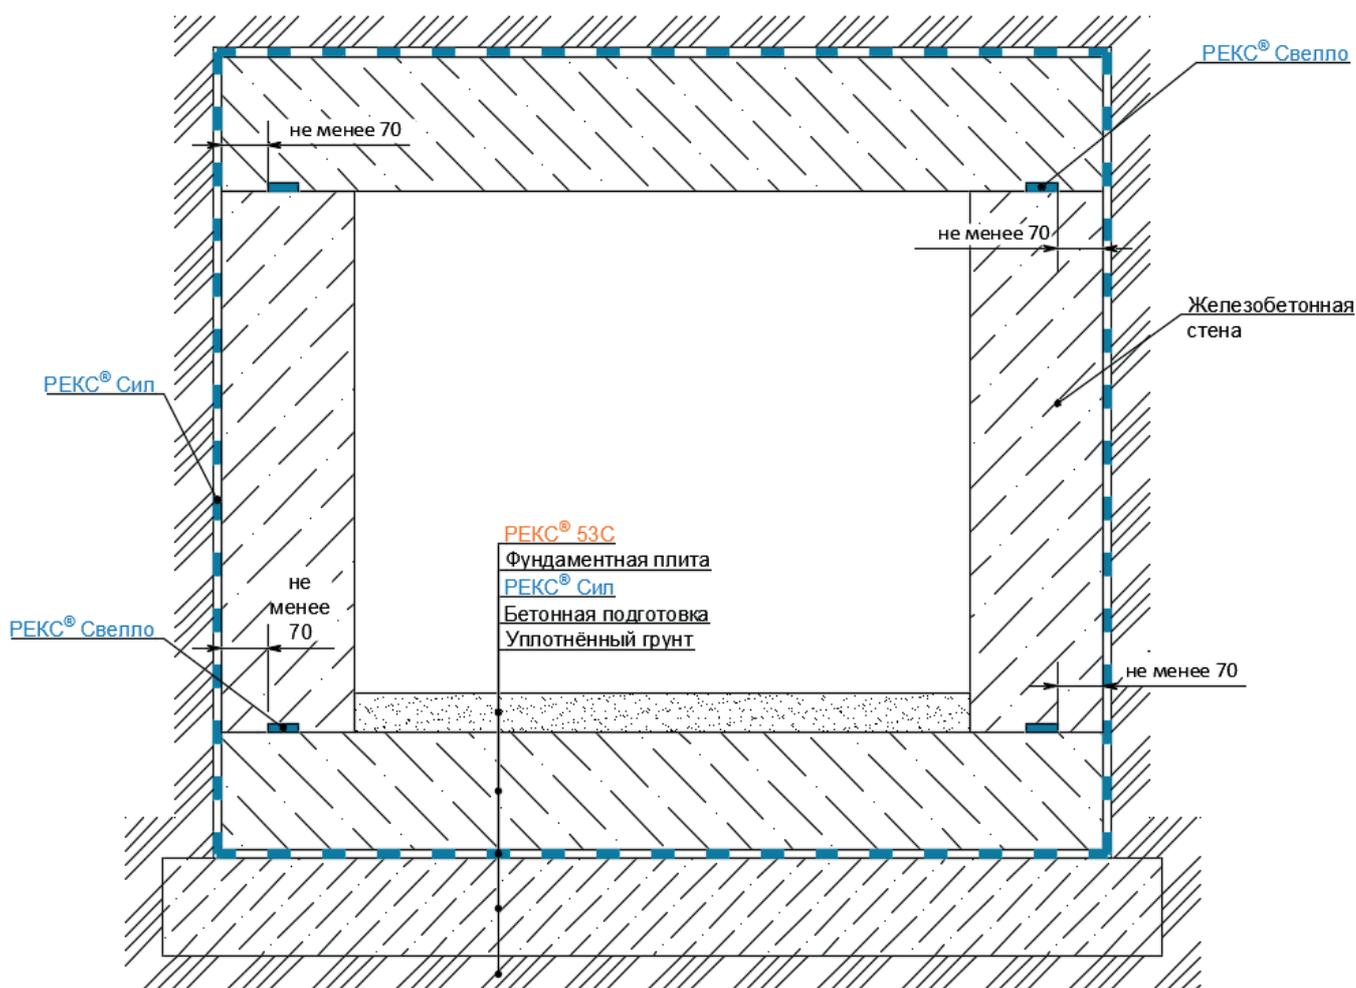 РЕКС® Свелло
не менее 70
не менее 70
Железобетонная
стена
РЕКС® Сил
РЕКС® 53С
Фундаментная плита
РЕКС® Сил
Бетонная подготовка
Уплотнённый грунт
не
менее
70
РЕКС® Свелло
не менее 70